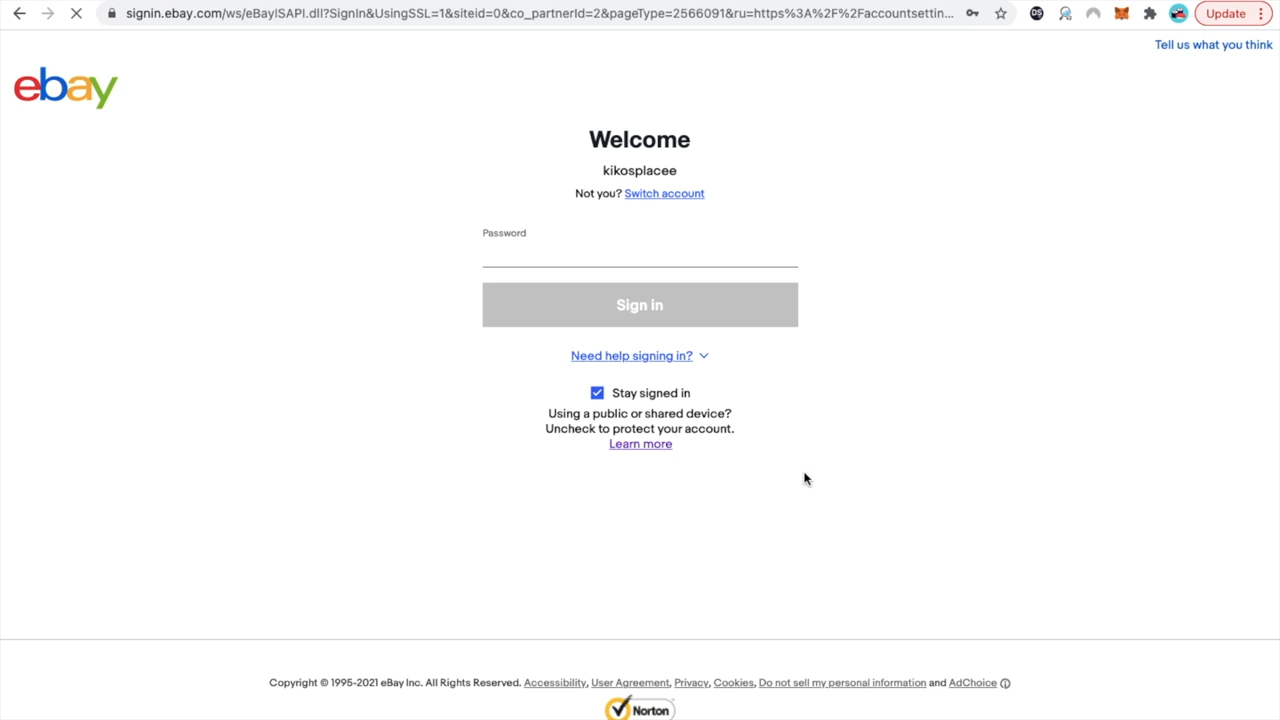 signin.ebay.com/ws/eBayISAPI.dll?SignIn&UsingSSL=1&siteid=0&co_partnerId=2&pageType=2566091&ru=https%3A%2F%2Faccountsettin...
DS
Update
Tell us what you think
ebay
Welcome
kikosplacee
Not you? Switch account
Password
Sign in
Need help signing in?
Stay signed in
Using a public or shared device?
Uncheck to protect your account.
Learn more
Copyright © 1995-2021 eBay Inc. All Rights Reserved. Accessibility, User Agreement, Privacy, Cookies, Do not sell my personal information and AdChoice
Norton